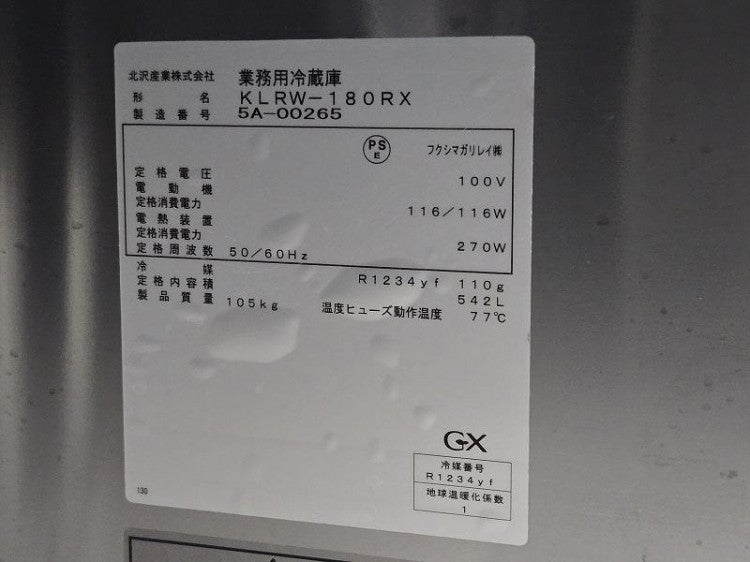 北沢産業株式会社 業務用冷蔵庫
形名 KLRW-180RX
製造番号 5A-00265
PS E フクシマガリレイ㈱
定格電圧 100V
電動機
定格消費電力 116/116W
電熱装置
定格消費電力 270W
定格周波数 50/60Hz
冷媒 R1234yf 110g
定格内容積 542L
製品質量 105kg 温度ヒューズ動作温度 77℃
GX
冷媒番号
R1234yf
地球温暖化係数
1
130